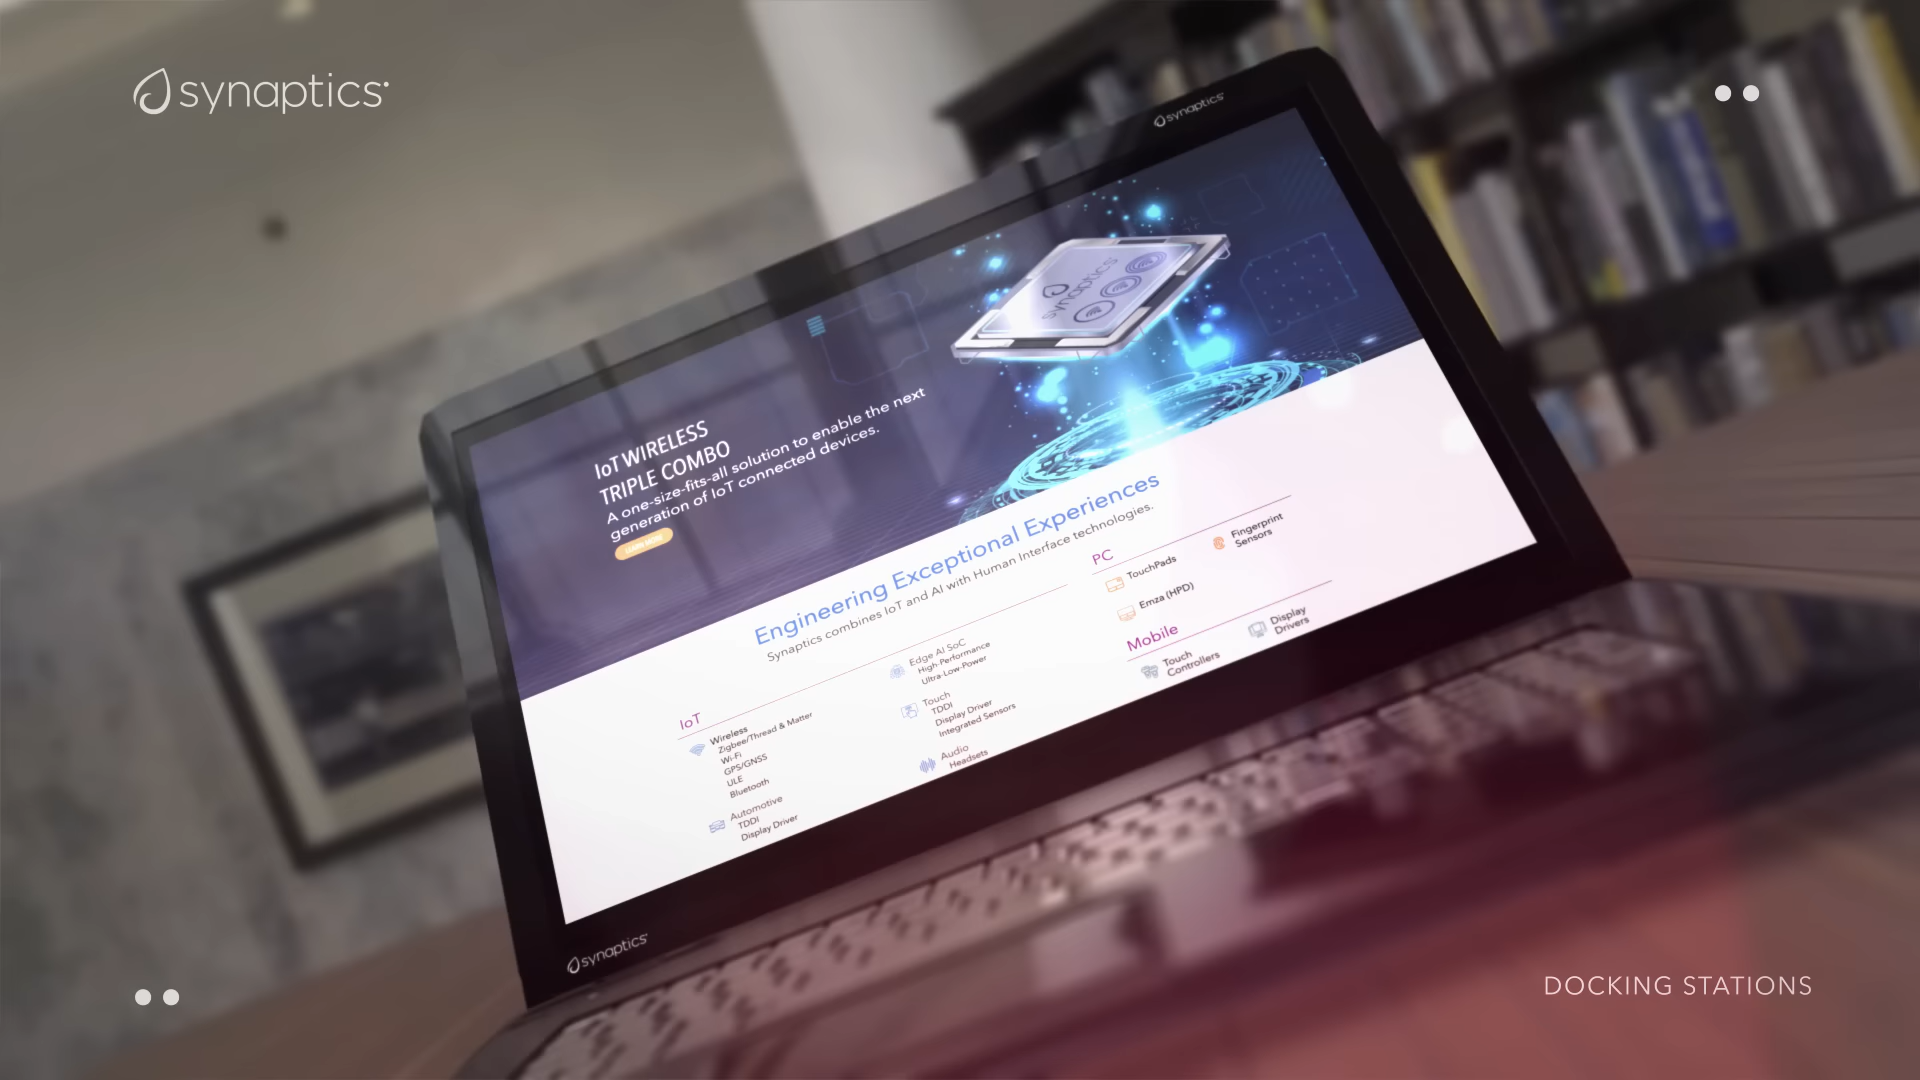 synaptics
synaptics
synaptics
IoT WIRELESS
TRIPLE COMBO
A one-size-fits-all solution to enable the next
generation of IoT connected devices.
LEARN MORE
Engineering Exceptional Experiences
Synaptics combines IoT and AI with Human Interface technologies.
IoT
Wireless
Zigbee/Thread & Matter
Wi-Fi
GPS/GNSS
ULE
Bluetooth
Automotive
TDDI
Display Driver
Edge AI SoC
High-Performance
Ultra-Low-Power
Touch
TDDI
Display Driver
Integrated Sensors
Audio
Headsets
PC
TouchPads
Fingerprint
Sensors
Emza (HPD)
Mobile
Touch
Controllers
Display
Drivers
synaptics
DOCKING STATIONS